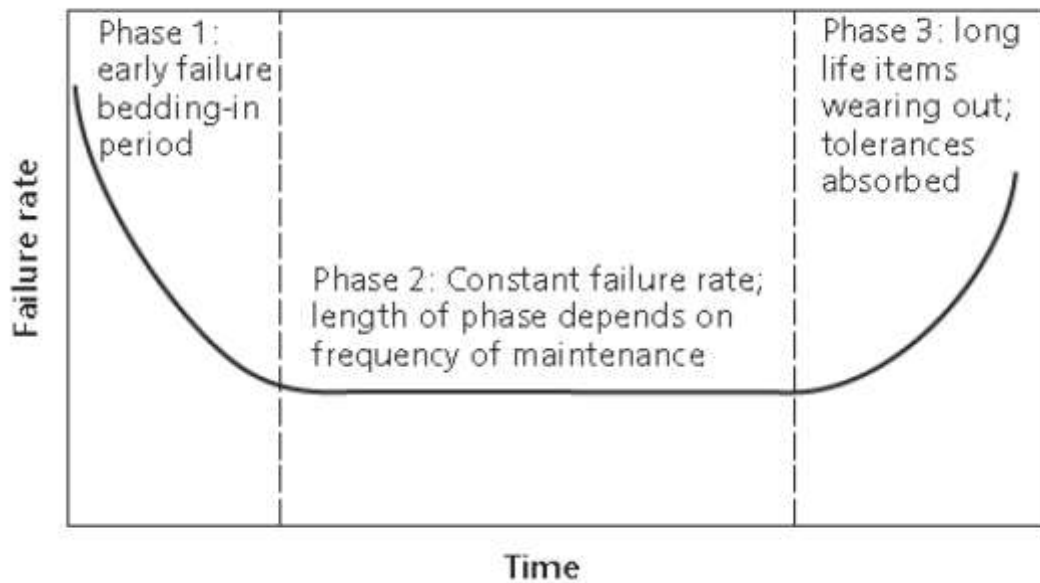 Phase 1:
early failure
bedding-in
period
Phase 3: long
life items
wearing out;
tolerances
absorbed
Phase 2: Constant failure rate;
length of phase depends on
frequency of maintenance
Failure rate
Time